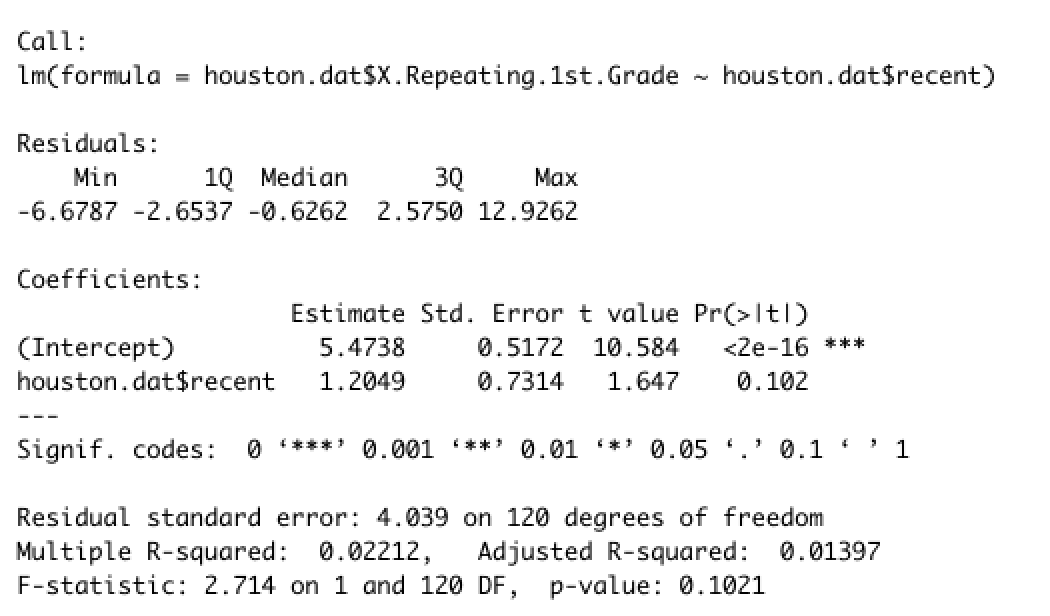 Call:
lm(formula = houston.dat$X.Repeating.1st.Grade ~ houston.dat$recent)
Residuals:
    Min      1Q  Median      3Q     Max
-6.6787 -2.6537 -0.6262  2.5750 12.9262
Coefficients:
                   Estimate Std. Error t value Pr(>|t|)
(Intercept)          5.4738     0.5172  10.584   <2e-16 ***
houston.dat$recent   1.2049     0.7314   1.647    0.102
---
Signif. codes:  0 ‘***’ 0.001 ‘**’ 0.01 ‘*’ 0.05 ‘.’ 0.1 ‘ ’ 1
Residual standard error: 4.039 on 120 degrees of freedom
Multiple R-squared:  0.02212,   Adjusted R-squared:  0.01397
F-statistic: 2.714 on 1 and 120 DF,  p-value: 0.1021